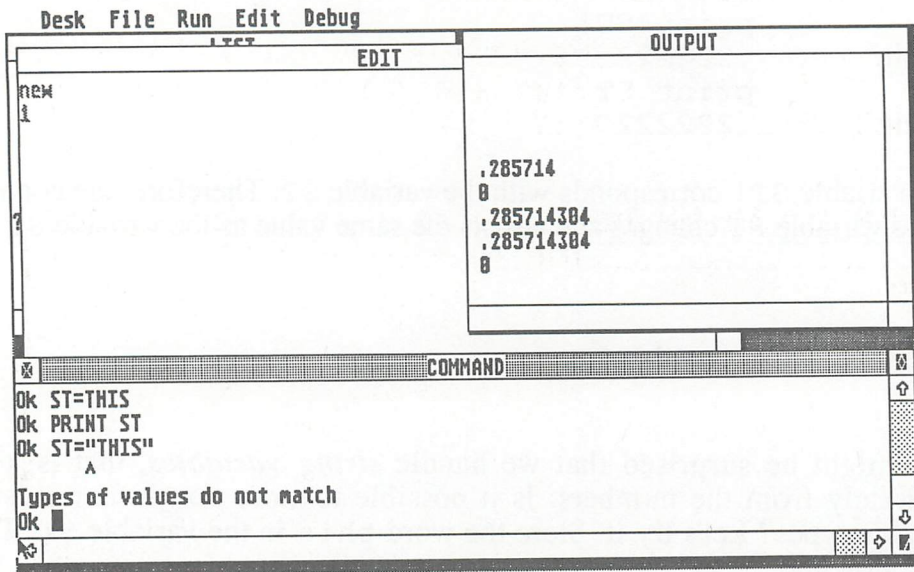 Desk File Run Edit Debug
LIST
EDIT
OUTPUT
new
1
?
.285714
0
.285714304
.285714304
0
COMMAND
Ok ST=THIS
Ok PRINT ST
Ok ST="THIS"
^
Types of values do not match
Ok